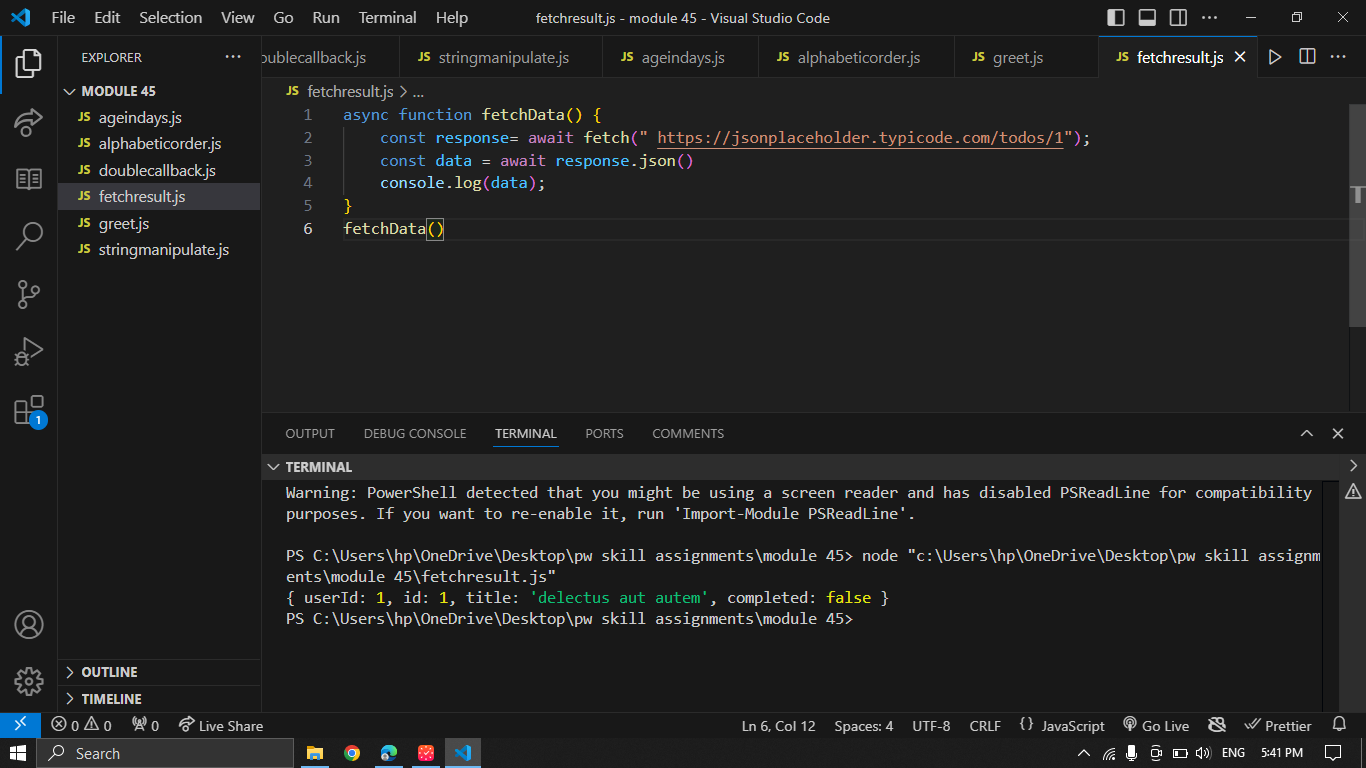 File Edit Selection View Go Run Terminal Help
fetchresult.js - module 45 - Visual Studio Code
EXPLORER
oublecallback.js
JS stringmanipulate.js
JS ageindays.js
JS alphabeticorder.js
JS greet.js
JS fetchresult.js
MODULE 45
JS ageindays.js
JS alphabeticorder.js
JS doublecallback.js
JS fetchresult.js
JS greet.js
JS stringmanipulate.js
1
OUTLINE
TIMELINE
JS fetchresult.js > ...
1 async function fetchData() {
2 const response= await fetch(" https://jsonplaceholder.typicode.com/todos/1");
3 const data = await response.json()
4 console.log(data);
5 }
6 fetchData()
OUTPUT DEBUG CONSOLE TERMINAL PORTS COMMENTS
TERMINAL
Warning: PowerShell detected that you might be using a screen reader and has disabled PSReadLine for compatibility
purposes. If you want to re-enable it, run 'Import-Module PSReadLine'.
PS C:\Users\hp\OneDrive\Desktop\pw skill assignments\module 45> node "c:\Users\hp\OneDrive\Desktop\pw skill assignm
ents\module 45\fetchresult.js"
{ userId: 1, id: 1, title: 'delectus aut autem', completed: false }
PS C:\Users\hp\OneDrive\Desktop\pw skill assignments\module 45>
0 0 0 Live Share
Ln 6, Col 12 Spaces: 4 UTF-8 CRLF {} JavaScript Go Live Prettier
Search
ENG 5:41 PM